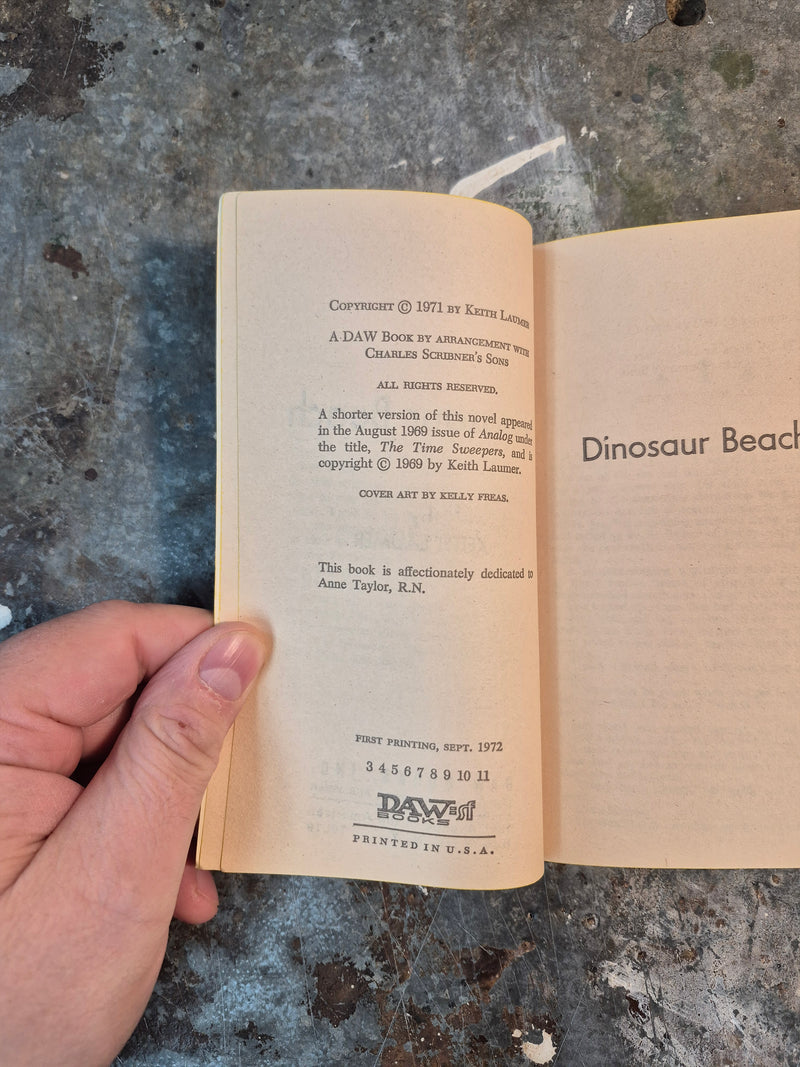 Copyright © 1971 by Keith Laumer
A DAW Book by arrangement with
Charles Scribner's Sons
ALL RIGHTS RESERVED.
A shorter version of this novel appeared
in the August 1969 issue of Analog under
the title, The Time Sweepers, and is
copyright © 1969 by Keith Laumer.
COVER ART BY KELLY FREAS.
This book is affectionately dedicated to
Anne Taylor, R.N.
FIRST PRINTING, SEPT. 1972
3 4 5 6 7 8 9 10 11
DAW=sf
BOOKS
PRINTED IN U.S.A.
Dinosaur Beach